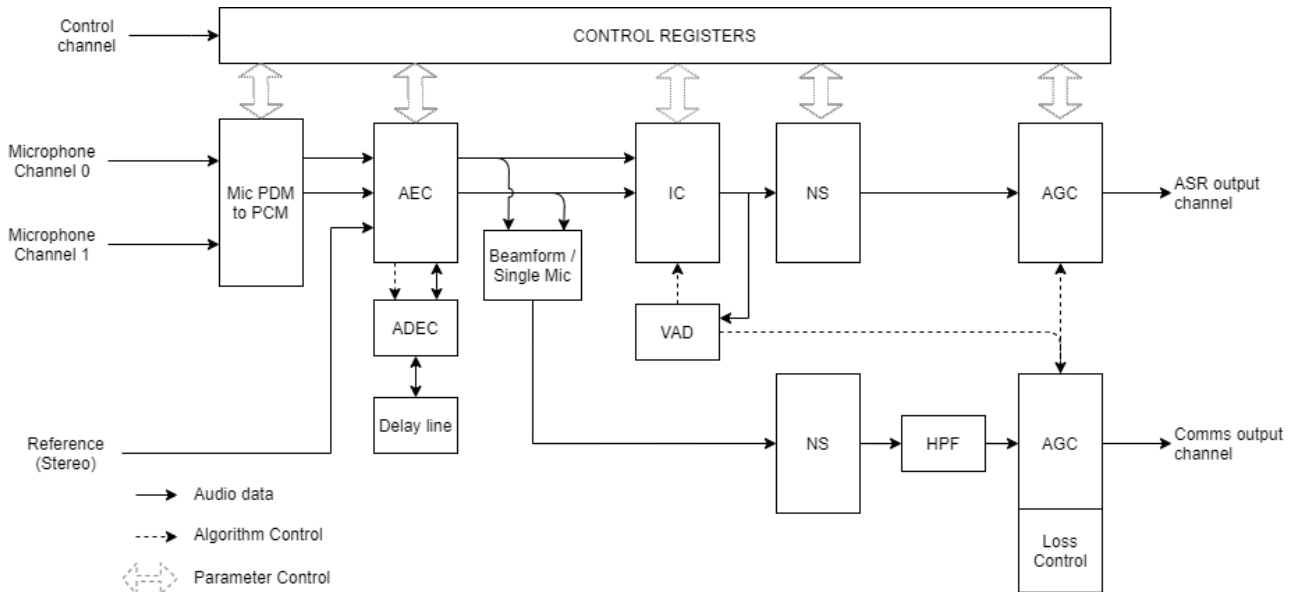 Control
channel
CONTROL REGISTERS
Microphone
Channel 0
Microphone
Channel 1
Mic PDM
to PCM
AEC
IC
NS
AGC
ASR output
channel
Beamform /
Single Mic
ADEC
VAD
Delay line
Reference
(Stereo)
NS
HPF
AGC
Comms output
channel
Loss
Control
Audio data
Algorithm Control
Parameter Control